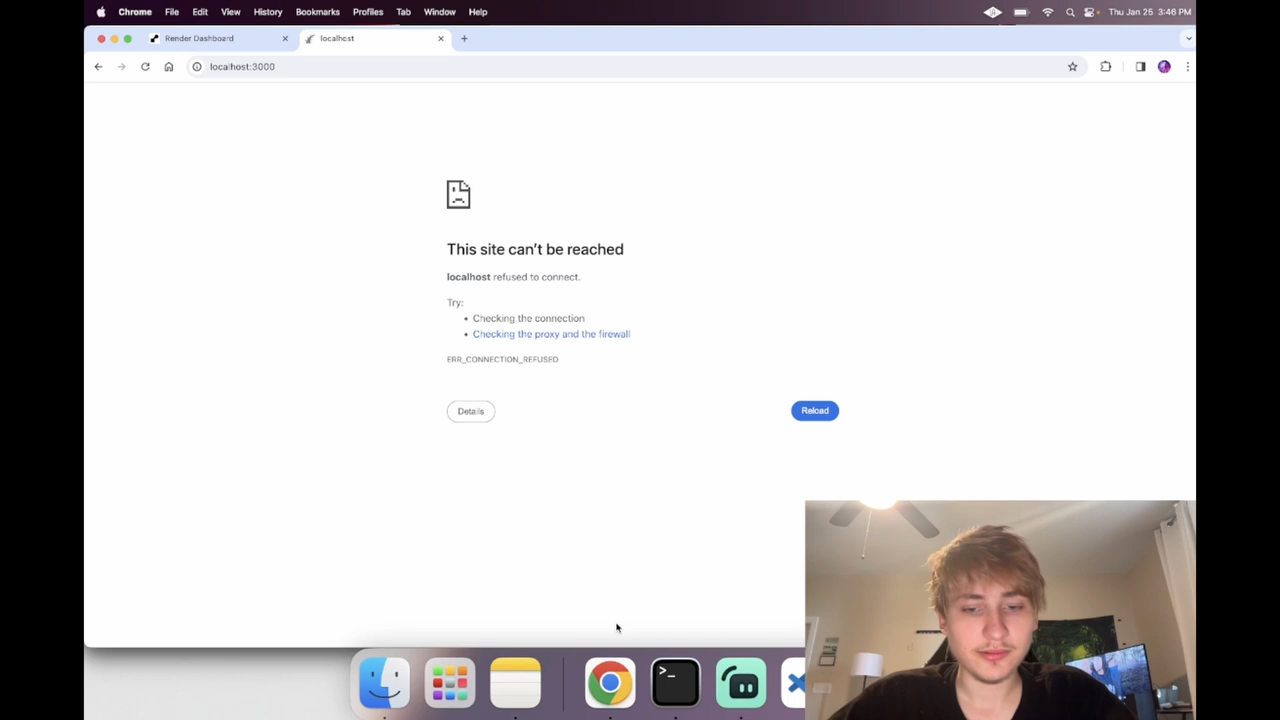 Chrome File Edit View History Bookmarks Profiles Tab Window Help Thu Jan 25 3:46 PM
Render Dashboard localhost
localhost:3000
This site can't be reached
localhost refused to connect.
Try:
• Checking the connection
• Checking the proxy and the firewall
ERR_CONNECTION_REFUSED
Details Reload
>_